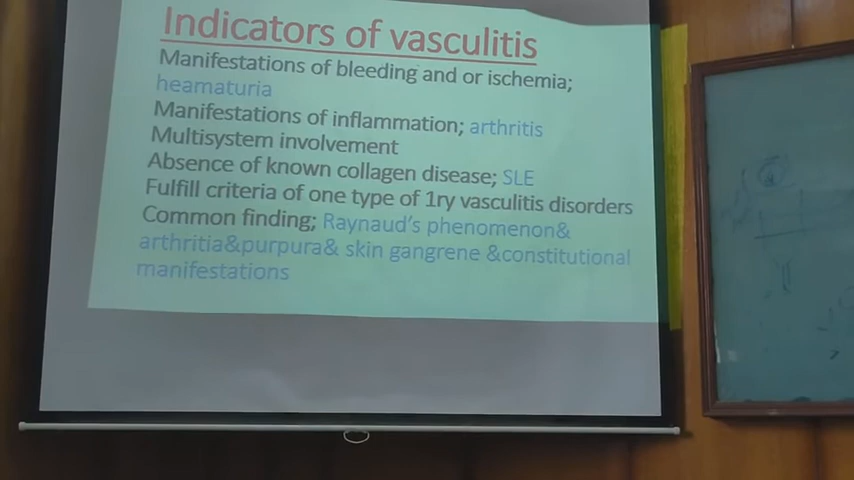 Indicators of vasculitis
Manifestations of bleeding and or ischemia;
heamaturia
Manifestations of inflammation; arthritis
Multisystem involvement
Absence of known collagen disease; SLE
Fulfill criteria of one type of 1ry vasculitis disorders
Common finding; Raynaud's phenomenon&
arthritia&purpura& skin gangrene &constitutional
manifestations